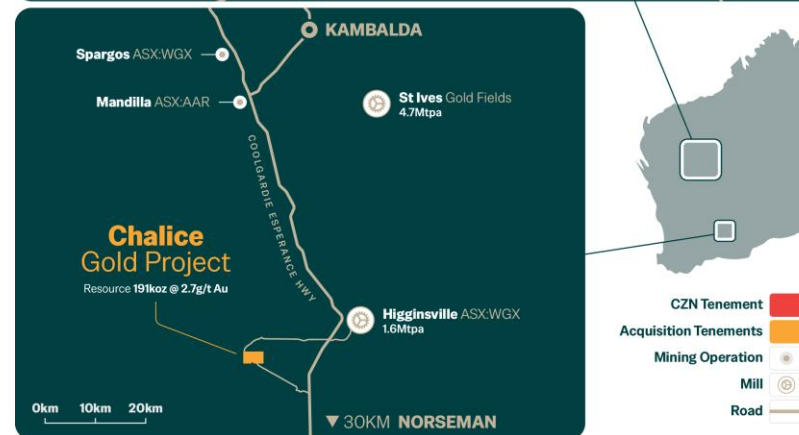 KAMBALDA
Spargos ASX:WGX
Mandilla ASX:AAR
St Ives Gold Fields
4.7Mtpa
COOLGARDIE ESPERANCE HWY
Chalice
Gold Project
Resource 191koz @ 2.7g/t Au
Higginsville ASX:WGX
1.6Mtpa
0km 10km 20km
▼ 30KM NORSEMAN
CZN Tenement
Acquisition Tenements
Mining Operation
Mill
Road